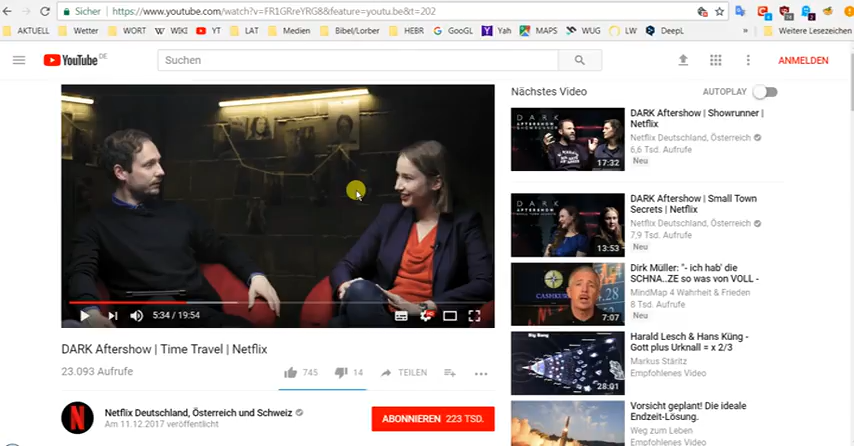 Sicher https://www.youtube.com/watch?v=FR1GRreYRG8&feature=youtu.be&t=202
AKTUELL Wetter WORT WIKI YT LAT Medien Bibel/Lorber HEBR GoogL Yah MAPS WUG LW DeepL Weitere Lesezeichen
YouTube DE Suchen ANMELDEN
Nächstes Video AUTOPLAY
DARK Aftershow | Showrunner |
Netflix
Netflix Deutschland, Österreich
6,6 Tsd. Aufrufe
Neu
17:32
DARK Aftershow | Small Town
Secrets | Netflix
Netflix Deutschland, Österreich
7,9 Tsd. Aufrufe
Neu
13:53
Dirk Müller: "- ich hab' die
SCHNA..ZE so was von VOLL -
MindMap 4 Wahrheit & Frieden
8 Tsd. Aufrufe
Neu
7:07
Harald Lesch & Hans Küng -
Gott plus Urknall = x 2/3
Markus Stäritz
Empfohlenes Video
28:01
Vorsicht geplant! Die ideale
Endzeit-Lösung.
Weg zum Leben
Empfohlenes Video
5:34 / 19:54
DARK Aftershow | Time Travel | Netflix
23.093 Aufrufe 745 14 TEILEN
Netflix Deutschland, Österreich und Schweiz
Am 11.12.2017 veröffentlicht
ABONNIEREN 223 TSD.